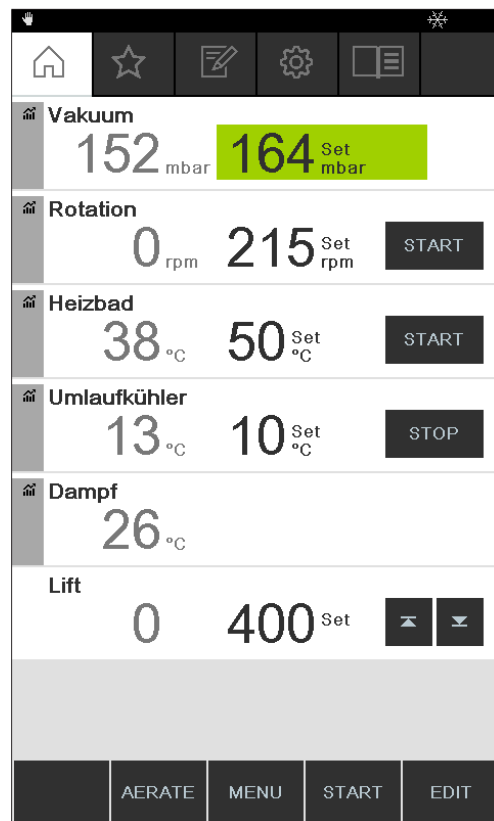 Vakuum
152 mbar 164 Set mbar
Rotation
0 rpm 215 Set rpm START
Heizbad
38 °C 50 Set °C START
Umlaufkühler
13 °C 10 Set °C STOP
Dampf
26 °C
Lift
0 400 Set
AERATE MENU START EDIT